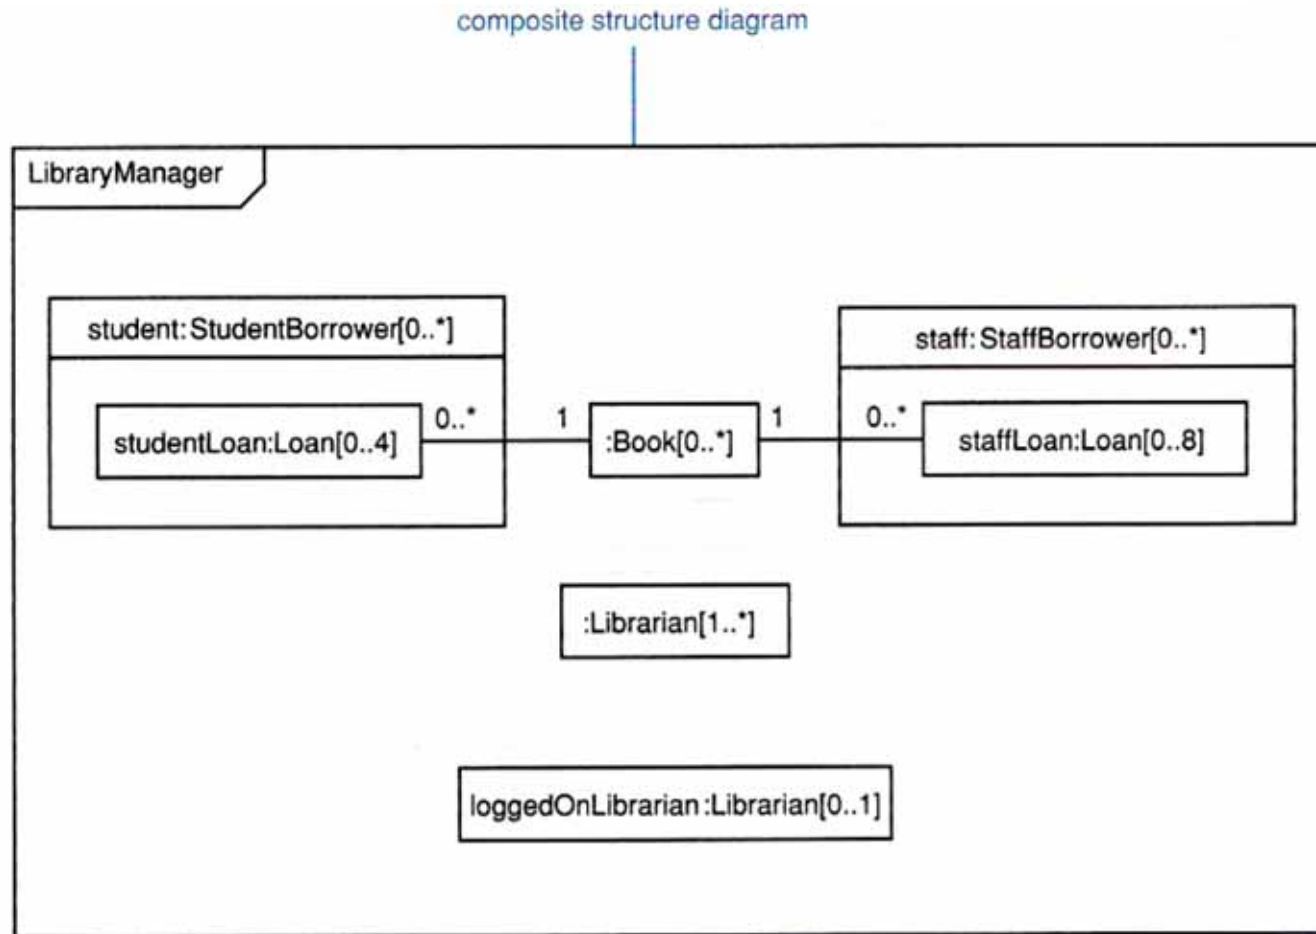 composite structure diagram
LibraryManager
student:StudentBorrower[0..*]
staff:StaffBorrower[0..*]
studentLoan:Loan[0..4]
0..*
1
:Book[0..*]
1
0..*
staffLoan:Loan[0..8]
:Librarian[1..*]
loggedOnLibrarian:Librarian[0..1]